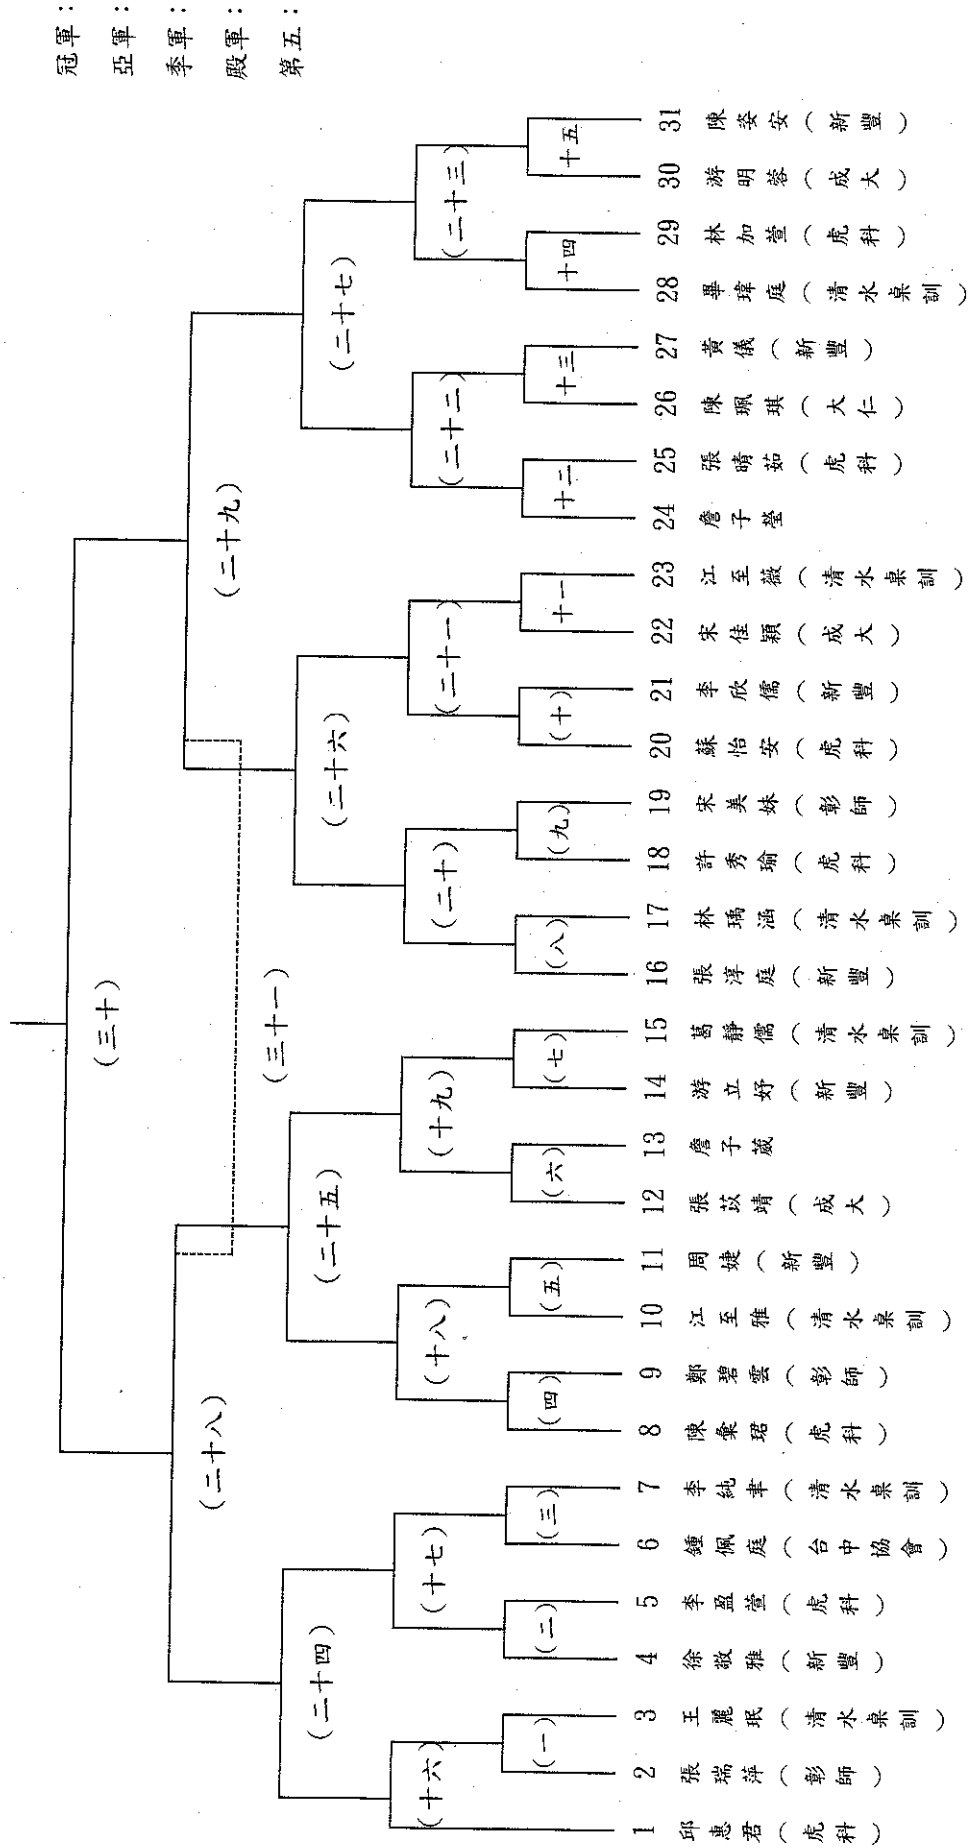 冠軍：
亞軍：
季軍：
殿軍：
第五：
(三十)
(三十一)
(二十八)
(二十九)
(二十四)
(二十五)
(二十六)
(二十七)
(十六)
(十七)
(十八)
(十九)
(二十)
(二十一)
(二十二)
(二十三)
(一)
(二)
(三)
(四)
(五)
(六)
(七)
(八)
(九)
(十)
十一
十二
十三
十四
十五
1 邱惠君(虎科)
2 張瑞萍(彰師)
3 王麗珉(清水桌訓)
4 徐敬雅(新豐)
5 李盈萱(虎科)
6 鍾佩庭(台中協會)
7 李純聿(清水桌訓)
8 陳彙珺(虎科)
9 鄭碧雲(彰師)
10 江至雅(清水桌訓)
11 周婕(新豐)
12 張苡靖(成大)
13 詹子葳
14 游立妤(新豐)
15 葛靜儒(清水桌訓)
16 張淳庭(新豐)
17 林瑀涵(清水桌訓)
18 許秀瑜(虎科)
19 宋美妹(彰師)
20 蘇怡安(虎科)
21 李欣儒(新豐)
22 宋佳穎(成大)
23 江至薇(清水桌訓)
24 詹子瑩
25 張晴茹(虎科)
26 陳珮琪(大仁)
27 黃儀(新豐)
28 畢瑋庭(清水桌訓)
29 林加萱(虎科)
30 游明蓉(成大)
31 陳姿安(新豐)